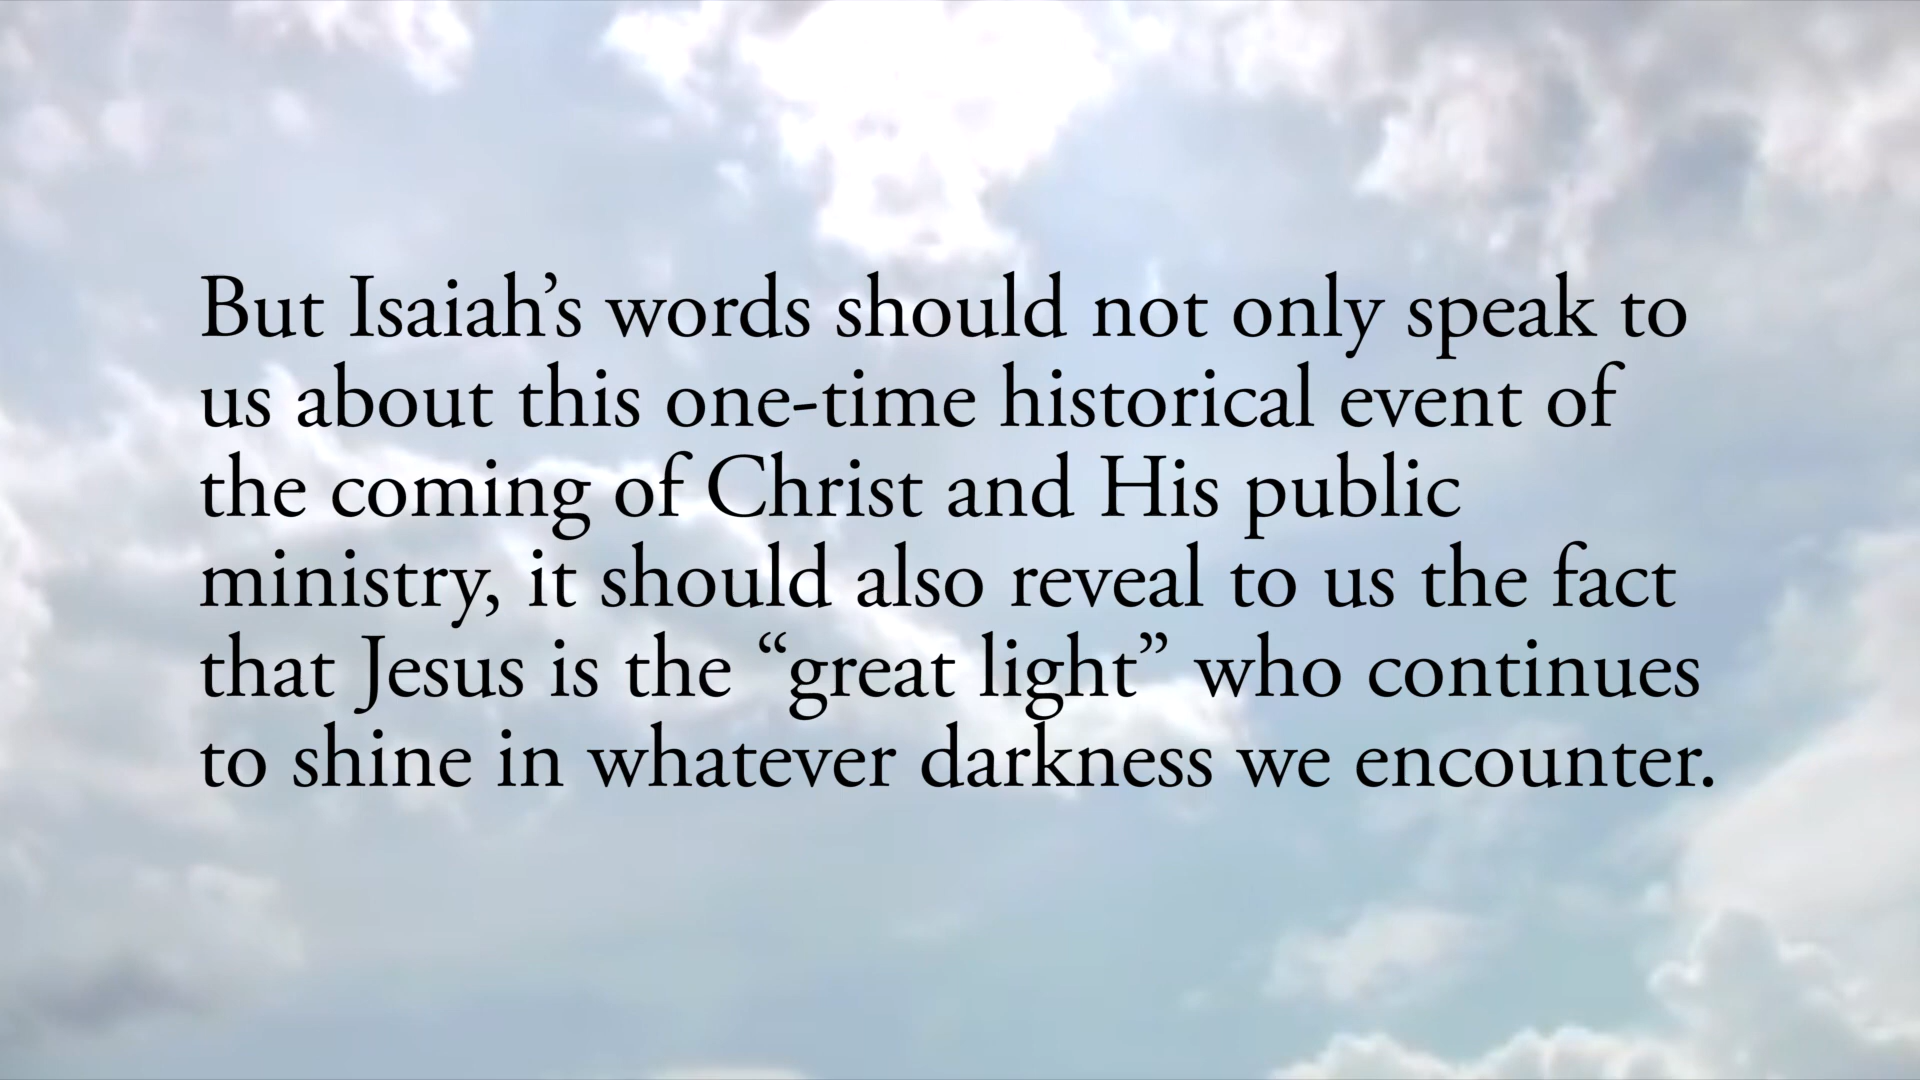 But Isaiah’s words should not only speak to
us about this one-time historical event of
the coming of Christ and His public
ministry, it should also reveal to us the fact
that Jesus is the “great light” who continues
to shine in whatever darkness we encounter.